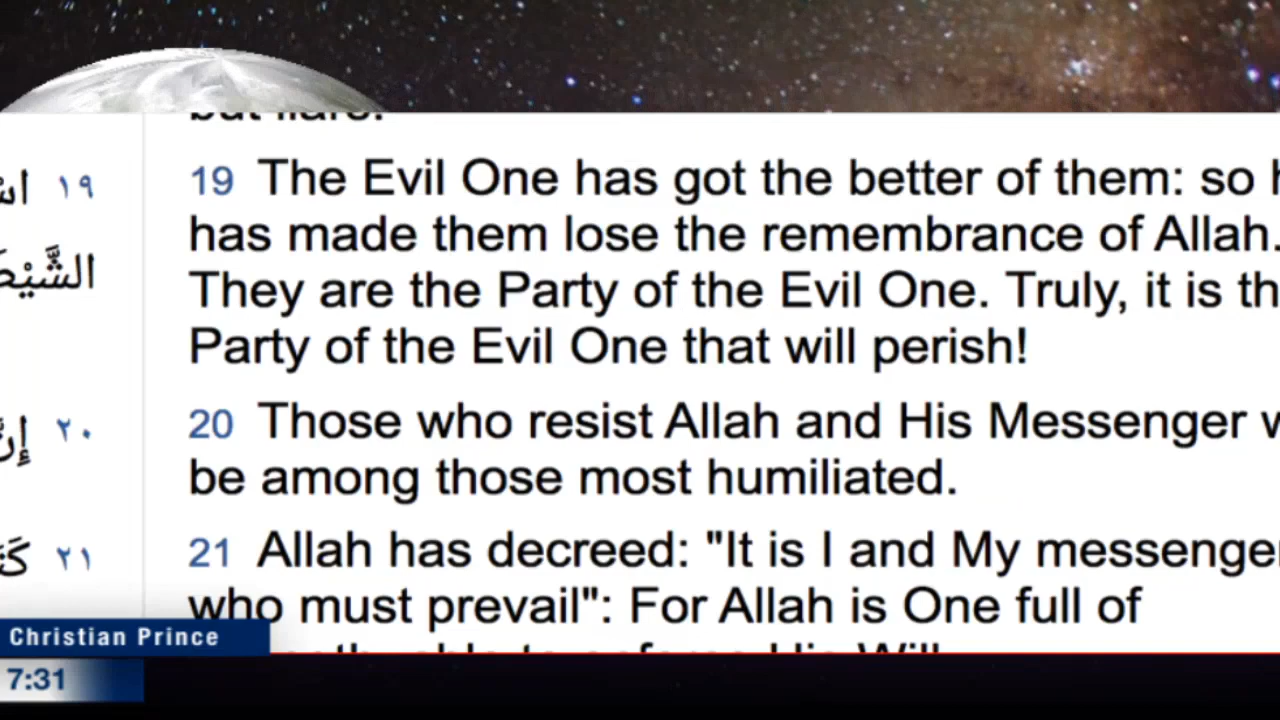 but liars!
١٩
19 The Evil One has got the better of them: so
has made them lose the remembrance of Allah.
They are the Party of the Evil One. Truly, it is
Party of the Evil One that will perish!
٢٠ إِنَّ
20 Those who resist Allah and His Messenger
be among those most humiliated.
٢١
21 Allah has decreed: "It is I and My
who must prevail": For Allah is One full of
Christian Prince
7:31